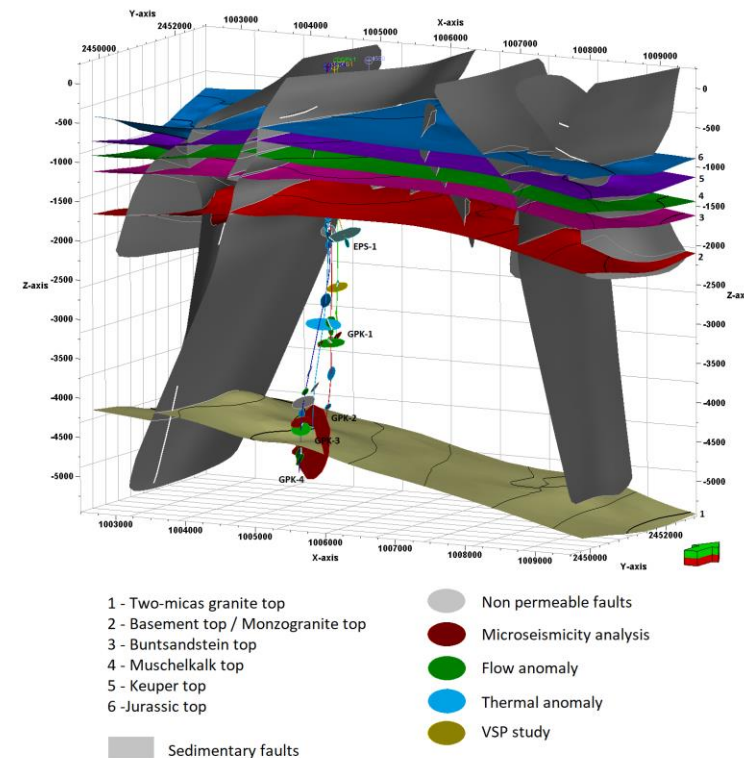 Y-axis
2452000
2450000
1003000
1004000
1005000
X-axis
1006000
1007000
1008000
1009000
0
-500
-1000
-1500
-2000
-2500
Z-axis
-3000
-3500
-4000
-4500
-5000
0
-500
-1000
-1500
-2000
-2500
Z-ax
-3000
-3500
-4000
-4500
-5000
6
5
4
3
2
1
EPS-1
GPK-1
GPK-2
GPK-3
GPK-4
1003000
1004000
1005000
X-axis
1006000
1007000
1008000
1009000
2450000
Y-axis
2452000
1 - Two-micas granite top
2 - Basement top / Monzogranite top
3 - Buntsandstein top
4 - Muschelkalk top
5 - Keuper top
6 -Jurassic top
Sedimentary faults
Non permeable faults
Microseismicity analysis
Flow anomaly
Thermal anomaly
VSP study